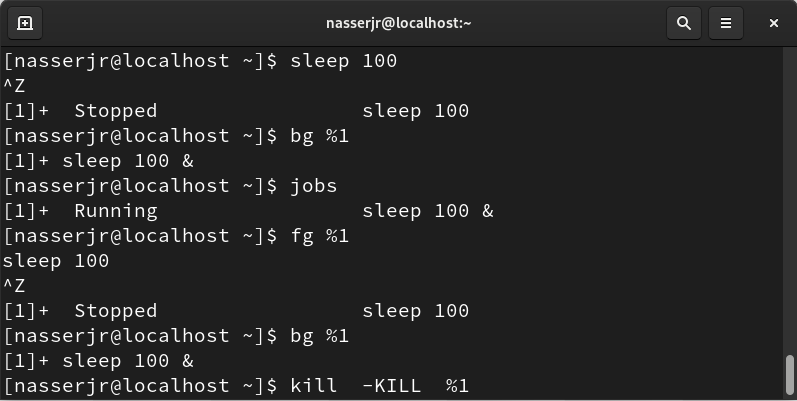 nasserjr@localhost:~
[nasserjr@localhost ~]$ sleep 100
^Z
[1]+  Stopped                 sleep 100
[nasserjr@localhost ~]$ bg %1
[1]+ sleep 100 &
[nasserjr@localhost ~]$ jobs
[1]+  Running                 sleep 100 &
[nasserjr@localhost ~]$ fg %1
sleep 100
^Z
[1]+  Stopped                 sleep 100
[nasserjr@localhost ~]$ bg %1
[1]+ sleep 100 &
[nasserjr@localhost ~]$ kill  -KILL  %1